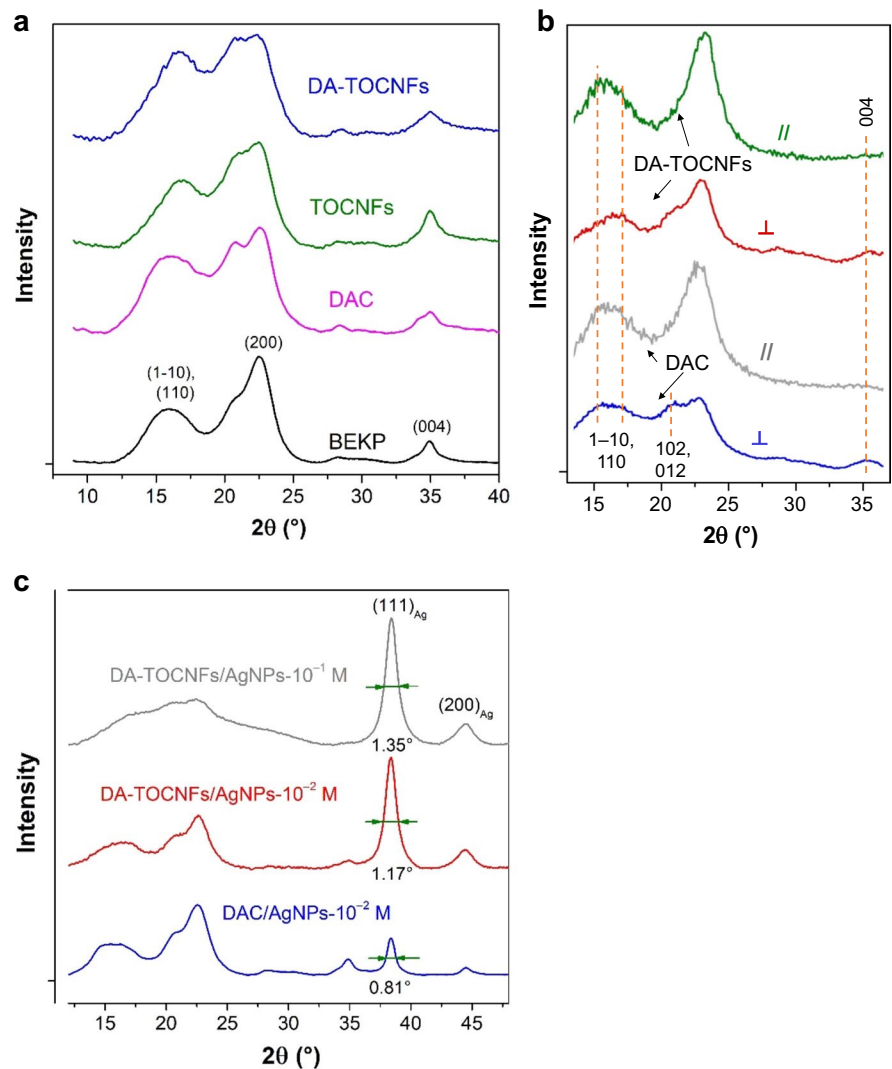 a
DA-TOCNFs
TOCNFs
DAC
(1-10),
(110)
(200)
BEKP
(004)
Intensity
10 15 20 25 30 35 40
2θ (°)
b
//
004
DA-TOCNFs
⊥
//
DAC
⊥
1–10,
110
102,
012
Intensity
15 20 25 30 35
2θ (°)
c
(111)Ag
DA-TOCNFs/AgNPs-10⁻¹ M
(200)Ag
1.35°
DA-TOCNFs/AgNPs-10⁻² M
1.17°
DAC/AgNPs-10⁻² M
0.81°
Intensity
15 20 25 30 35 40 45
2θ (°)